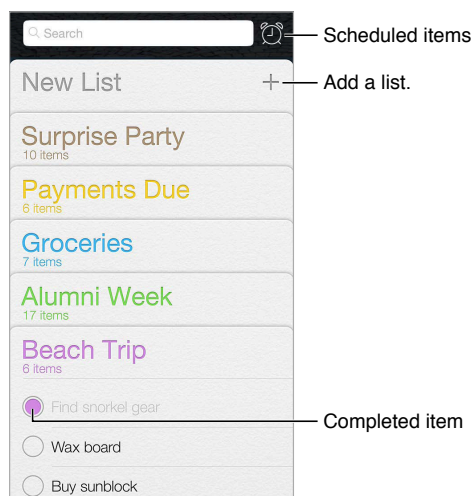 Search
Scheduled items
New List
Add a list.
Surprise Party
10 items
Payments Due
6 items
Groceries
7 items
Alumni Week
17 items
Beach Trip
6 items
Find snorkel gear
Completed item
Wax board
Buy sunblock